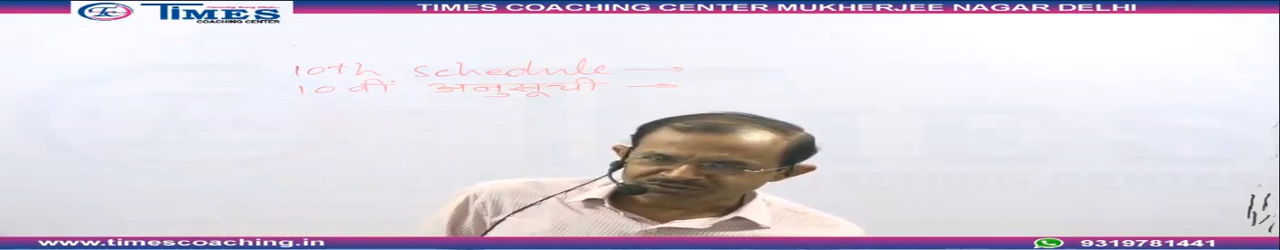 TIMES
COACHING CENTER
TIMES COACHING CENTER MUKHERJEE NAGAR DELHI
10th schedule →
10वीं अनुसूची →
www.timescoaching.in
9319781441